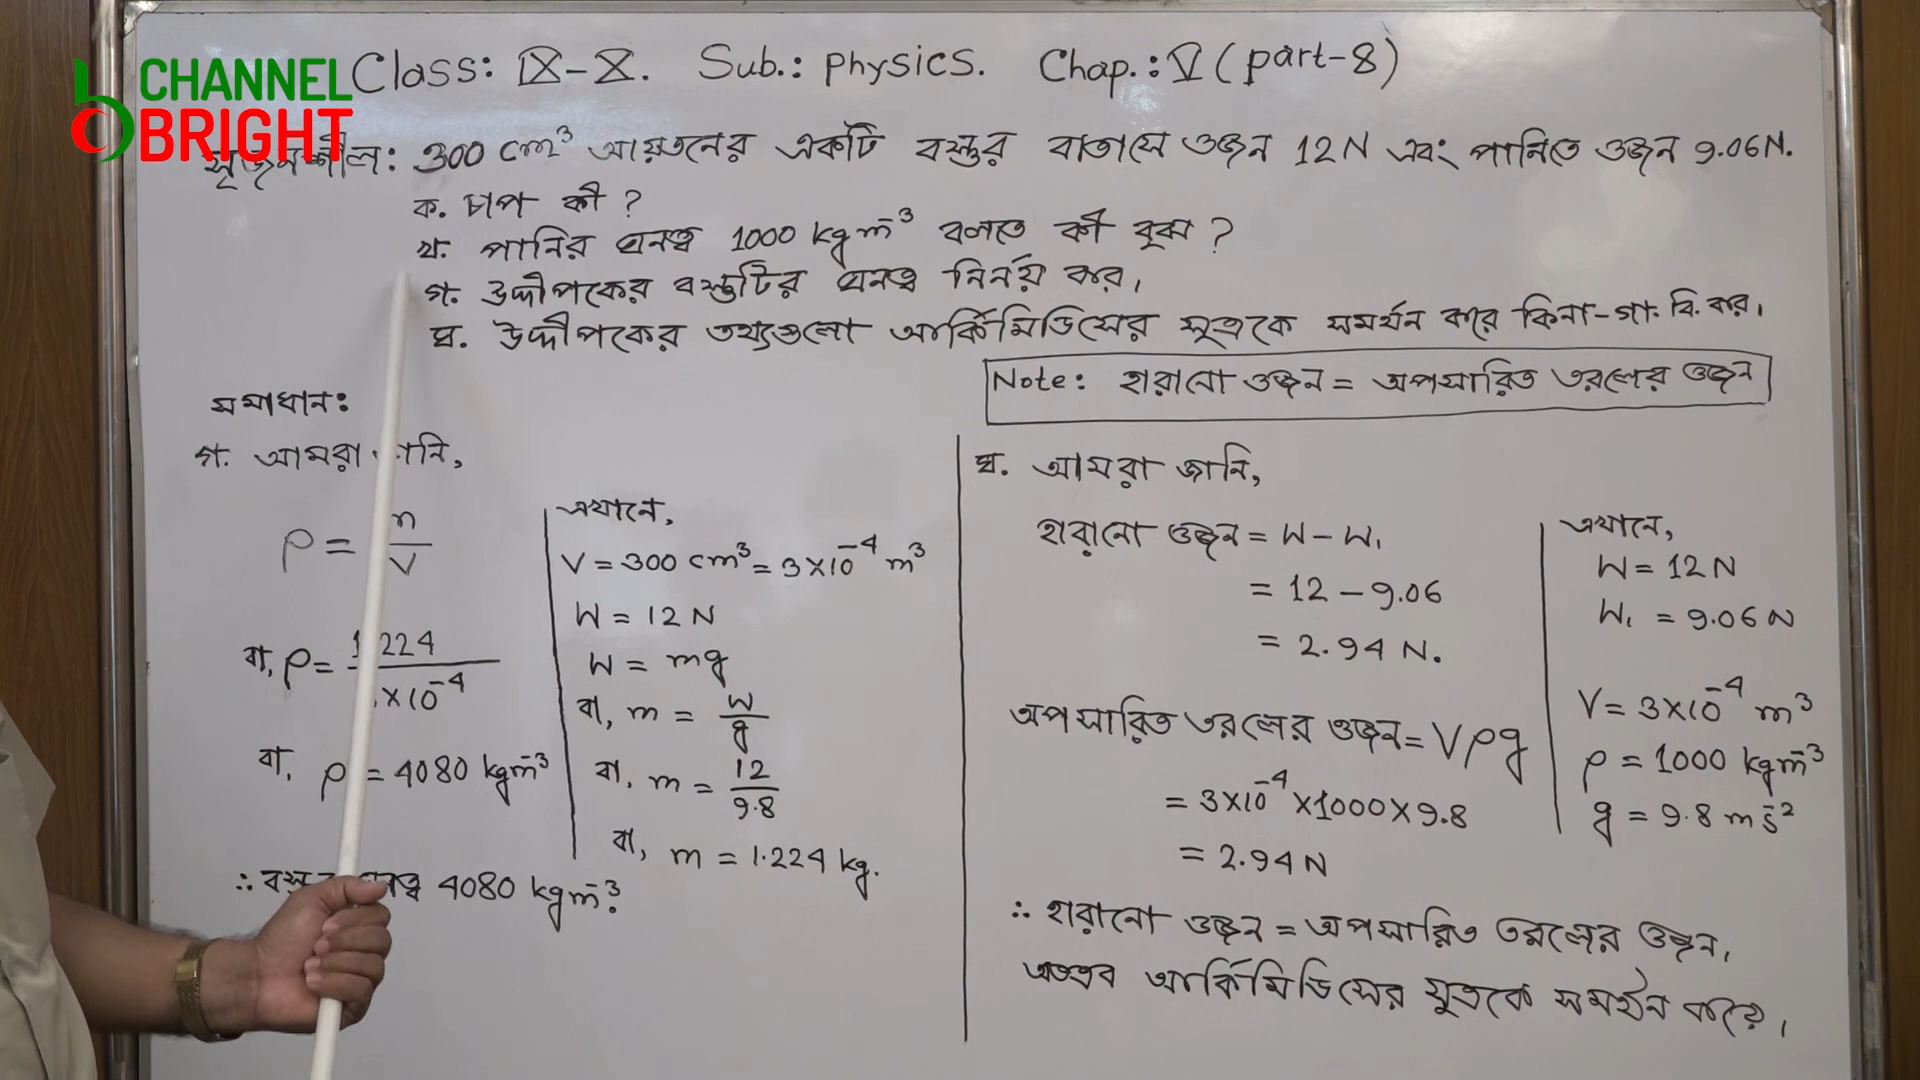 CHANNEL
BRIGHT
Class: IX-X. Sub.: Physics. Chap.: V (part-8)
সৃজনশীল: 300 cm³ আয়তনের একটি বস্তুর বাতাসে ওজন 12N এবং পানিতে ওজন 9.06N.
ক. চাপ কী ?
খ. পানির ঘনত্ব 1000 kgm⁻³ বলতে কী বুঝ ?
গ. উদ্দীপকের বস্তুটির ঘনত্ব নির্নয় কর।
ঘ. উদ্দীপকের তথ্যগুলো আর্কিমিডিসের সূত্রকে সমর্থন করে কিনা-গা. বি. কর।
Note: হারানো ওজন = অপসারিত তরলের ওজন
সমাধান:
গ. আমরা
এখানে,
ρ = m/V
V = 300 cm³ = 3×10⁻⁴ m³
W = 12 N
বা, ρ = 1.224/ ×10⁻⁴
W = mg
বা, m = W/g
বা, ρ = 4080 kgm⁻³
বা, m = 12/9.8
বা, m = 1.224 kg.
∴ 4080 kgm⁻³.
ঘ. আমরা জানি,
এখানে,
হারানো ওজন = W - W₁
W = 12 N
= 12 - 9.06
W₁ = 9.06 N
= 2.94 N.
V = 3×10⁻⁴ m³
অপসারিত তরলের ওজন = Vρg
ρ = 1000 kgm⁻³
= 3×10⁻⁴×1000×9.8
g = 9.8 ms⁻²
= 2.94 N
∴ হারানো ওজন = অপসারিত তরলের ওজন,
অতএব আর্কিমিডিসের সূত্রকে সমর্থন করে।